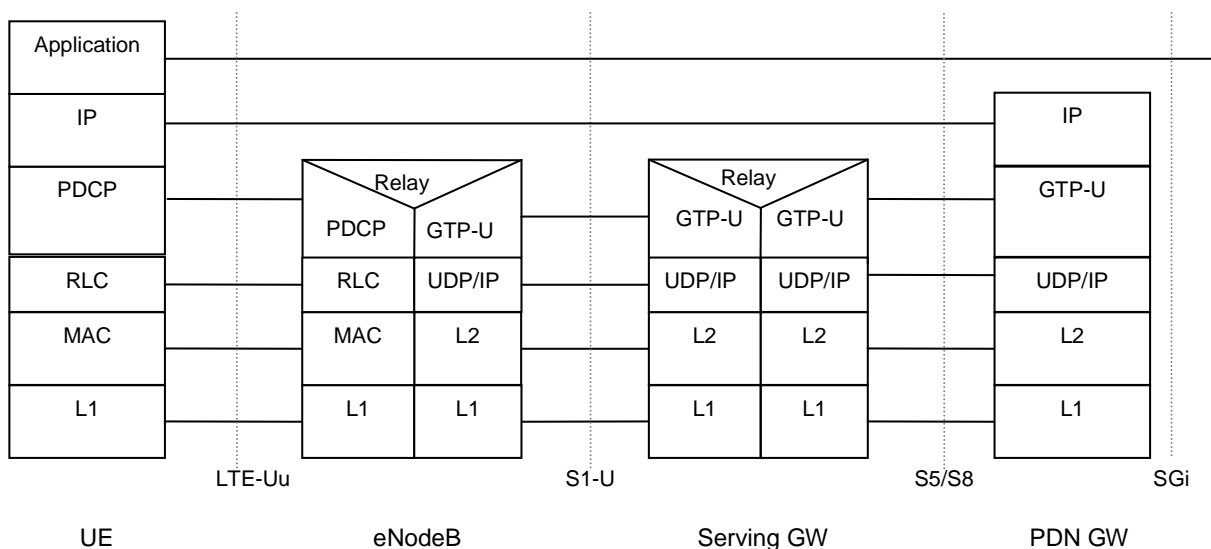 Application
IP
IP
PDCP
Relay
Relay
GTP-U
PDCP
GTP-U
GTP-U
GTP-U
RLC
RLC
UDP/IP
UDP/IP
UDP/IP
UDP/IP
MAC
MAC
L2
L2
L2
L2
L1
L1
L1
L1
L1
L1
LTE-Uu
S1-U
S5/S8
SGi
UE
eNodeB
Serving GW
PDN GW